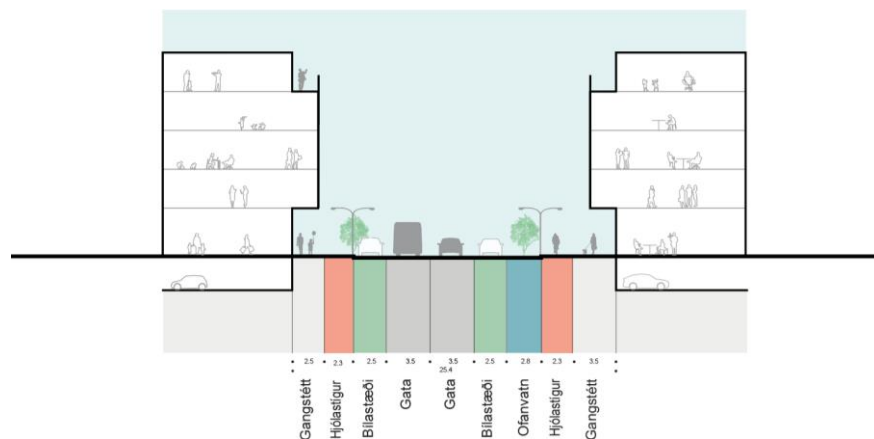 2.5 2.3 2.5 3.5 3.5 2.5 2.8 2.3 3.5
25.4
Gangstétt
Hjólastígur
Bílastæði
Gata
Gata
Bílastæði
Ofanvatn
Hjólastígur
Gangstétt